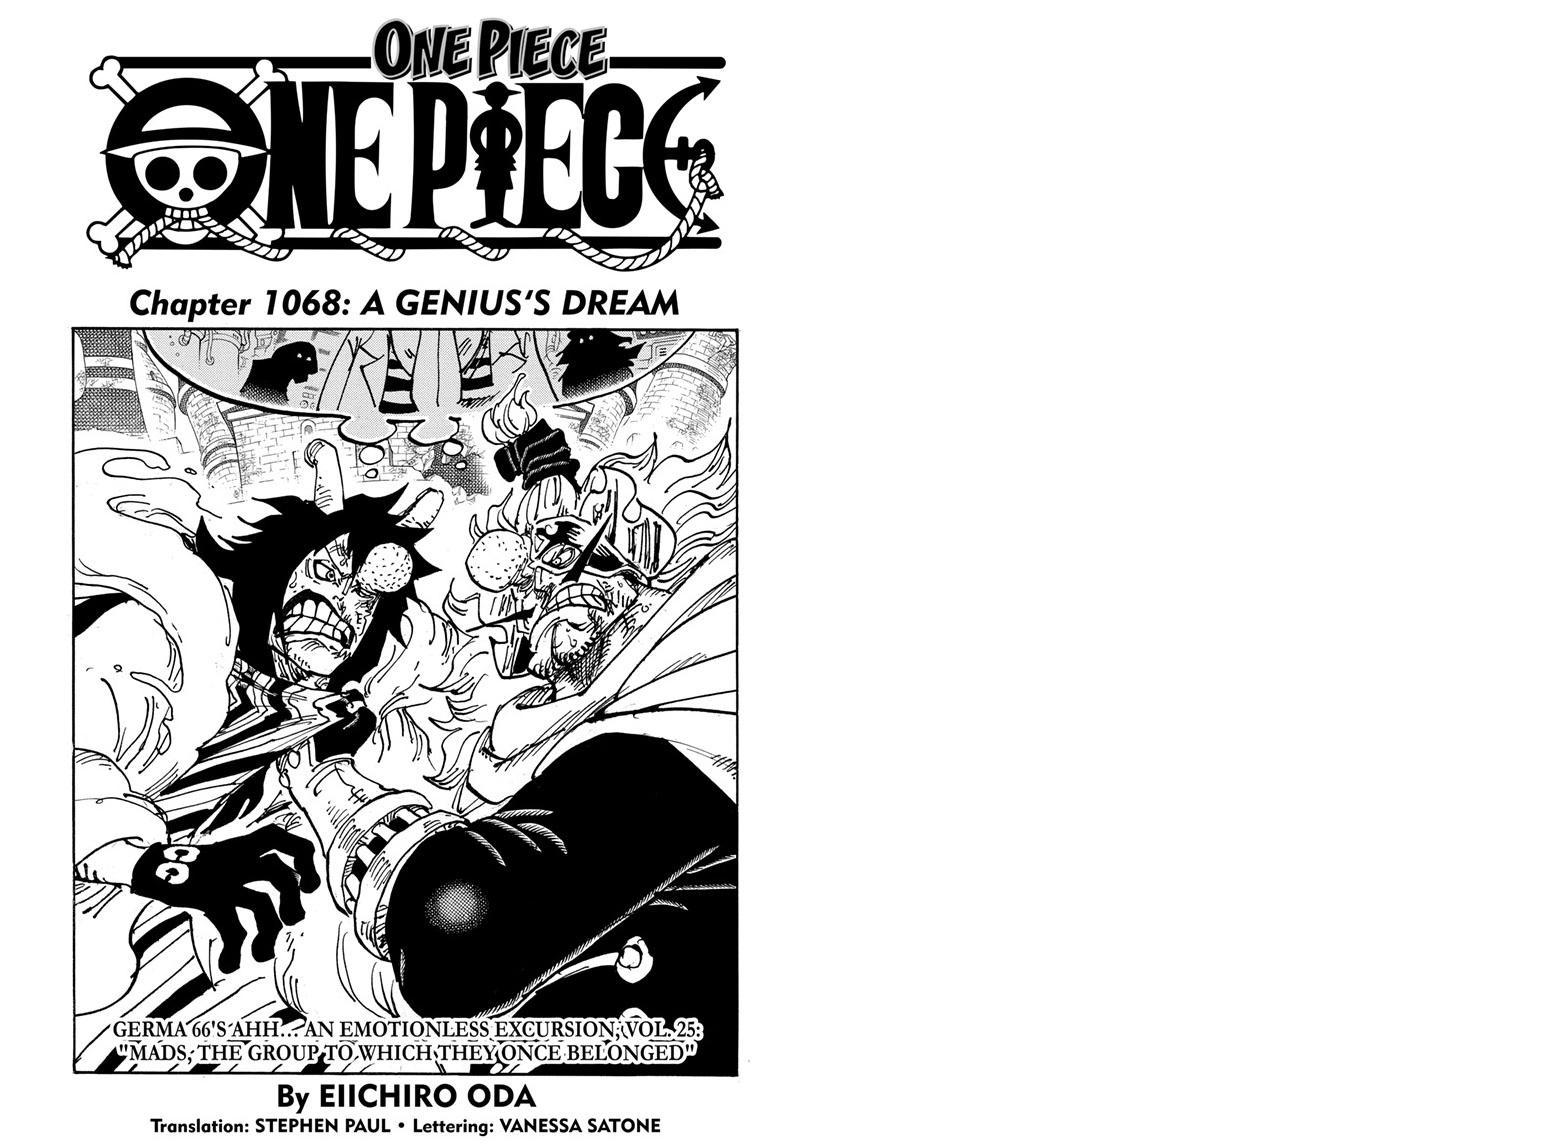 ONE PIECE
ONE PIECE
Chapter 1068: A GENIUS'S DREAM
GERMA 66'S AHH... AN EMOTIONLESS EXCURSION, VOL. 25:
"MADS, THE GROUP TO WHICH THEY ONCE BELONGED"
By EIICHIRO ODA
Translation: STEPHEN PAUL • Lettering: VANESSA SATONE